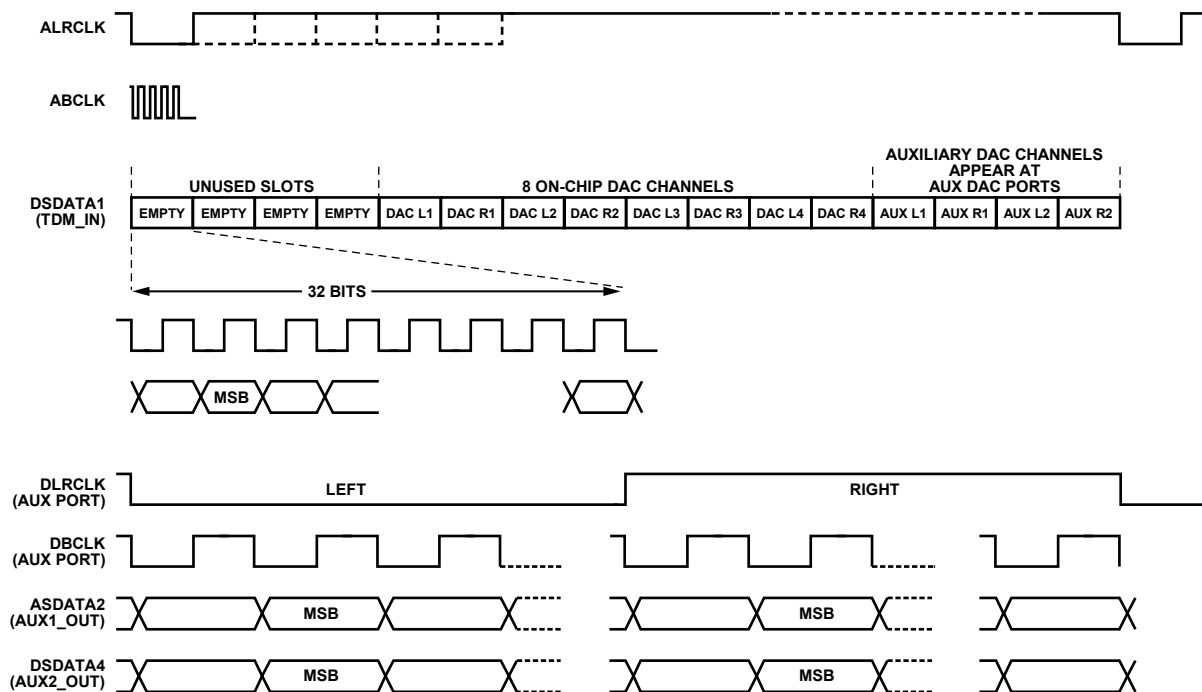 ALRCLK
ABCLK
AUXILIARY DAC CHANNELS
APPEAR AT
AUX DAC PORTS
UNUSED SLOTS
8 ON-CHIP DAC CHANNELS
DSDATA1
(TDM_IN)
EMPTY EMPTY EMPTY EMPTY DAC L1 DAC R1 DAC L2 DAC R2 DAC L3 DAC R3 DAC L4 DAC R4 AUX L1 AUX R1 AUX L2 AUX R2
32 BITS
MSB
DLRCLK
(AUX PORT)
LEFT
RIGHT
DBCLK
(AUX PORT)
ASDATA2
(AUX1_OUT)
MSB
MSB
DSDATA4
(AUX2_OUT)
MSB
MSB